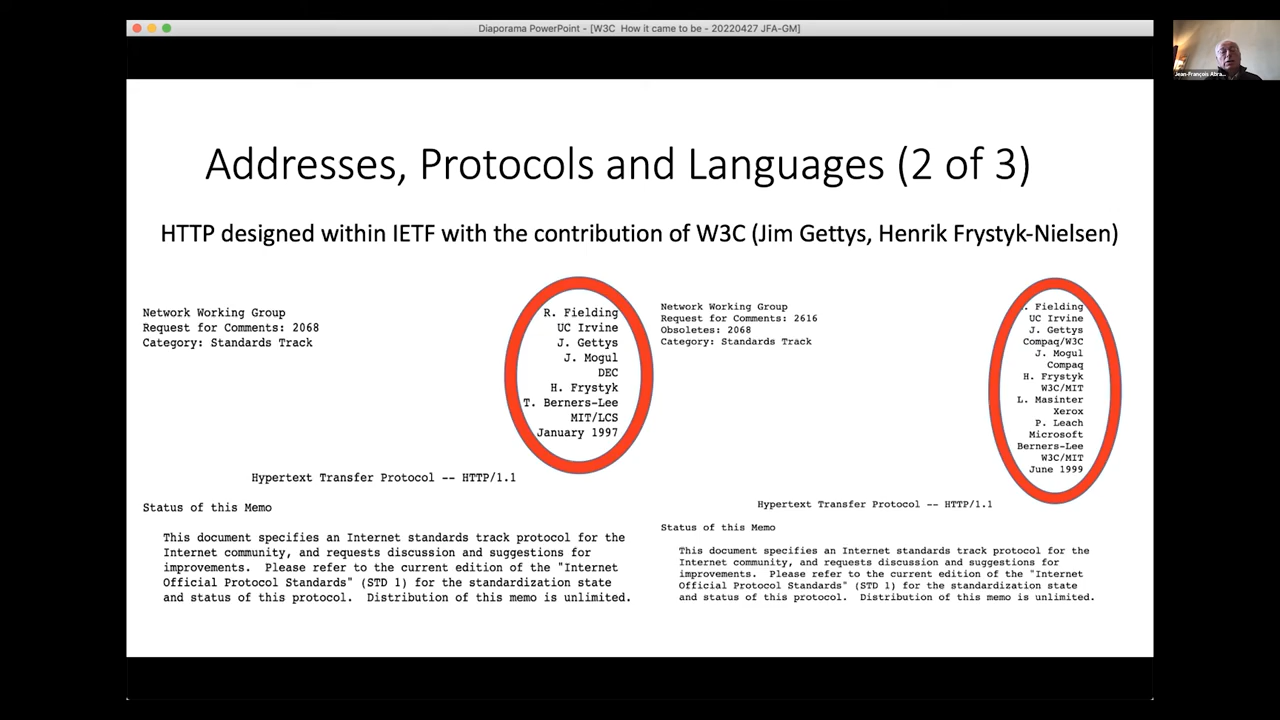 Diaporama PowerPoint - [W3C How it came to be - 20220427 JFA-GM]
Jean-François Abra...
Addresses, Protocols and Languages (2 of 3)
HTTP designed within IETF with the contribution of W3C (Jim Gettys, Henrik Frystyk-Nielsen)
Network Working Group
Request for Comments: 2068
Category: Standards Track
R. Fielding
UC Irvine
J. Gettys
J. Mogul
DEC
H. Frystyk
T. Berners-Lee
MIT/LCS
January 1997
Hypertext Transfer Protocol -- HTTP/1.1
Status of this Memo
This document specifies an Internet standards track protocol for the
Internet community, and requests discussion and suggestions for
improvements. Please refer to the current edition of the "Internet
Official Protocol Standards" (STD 1) for the standardization state
and status of this protocol. Distribution of this memo is unlimited.
Network Working Group
Request for Comments: 2616
Obsoletes: 2068
Category: Standards Track
. Fielding
UC Irvine
J. Gettys
Compaq/W3C
J. Mogul
Compaq
H. Frystyk
W3C/MIT
L. Masinter
Xerox
P. Leach
Microsoft
Berners-Lee
W3C/MIT
June 1999
Hypertext Transfer Protocol -- HTTP/1.1
Status of this Memo
This document specifies an Internet standards track protocol for the
Internet community, and requests discussion and suggestions for
improvements. Please refer to the current edition of the "Internet
Official Protocol Standards" (STD 1) for the standardization state
and status of this protocol. Distribution of this memo is unlimited.